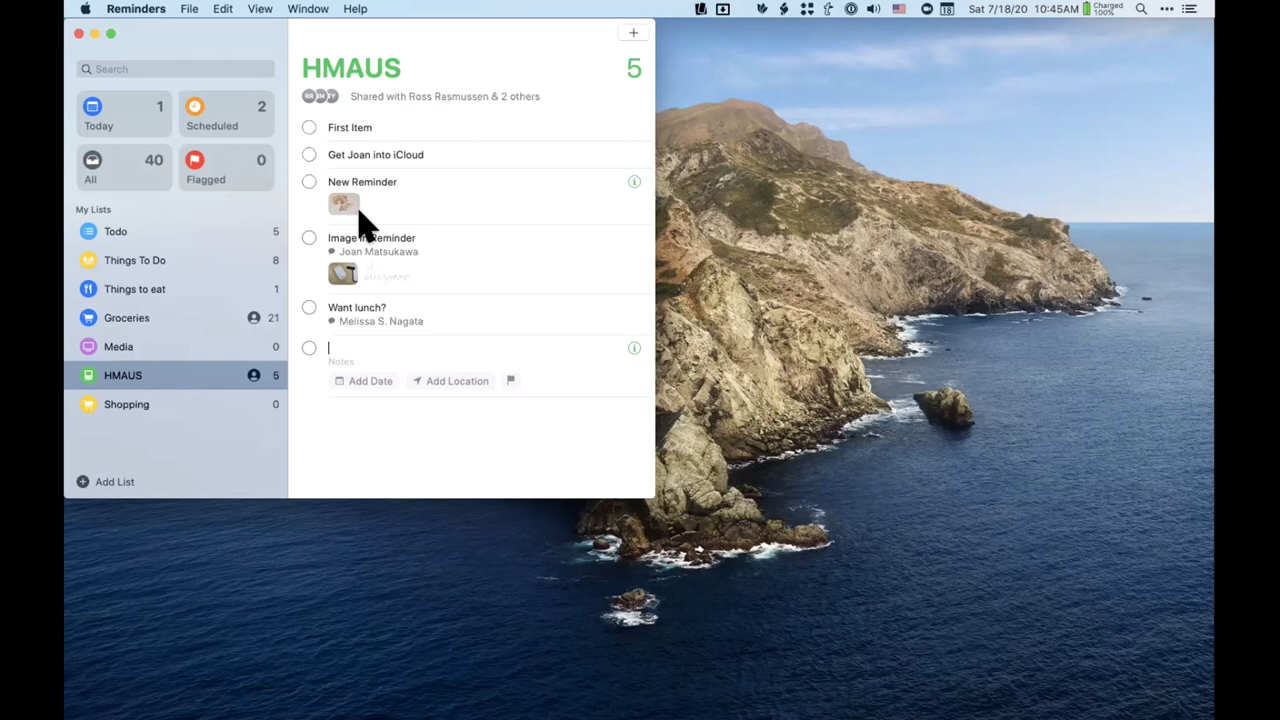 Reminders File Edit View Window Help
18 Sat 7/18/20 10:45AM Charged 100%
Search
Today 1
Scheduled 2
All 40
Flagged 0
My Lists
Todo 5
Things To Do 8
Things to eat 1
Groceries 21
Media 0
HMAUS 5
Shopping 0
Add List
HMAUS 5
Shared with Ross Rasmussen & 2 others
First Item
Get Joan into iCloud
New Reminder
Image Reminder
Joan Matsukawa
Want lunch?
Melissa S. Nagata
Notes
Add Date Add Location